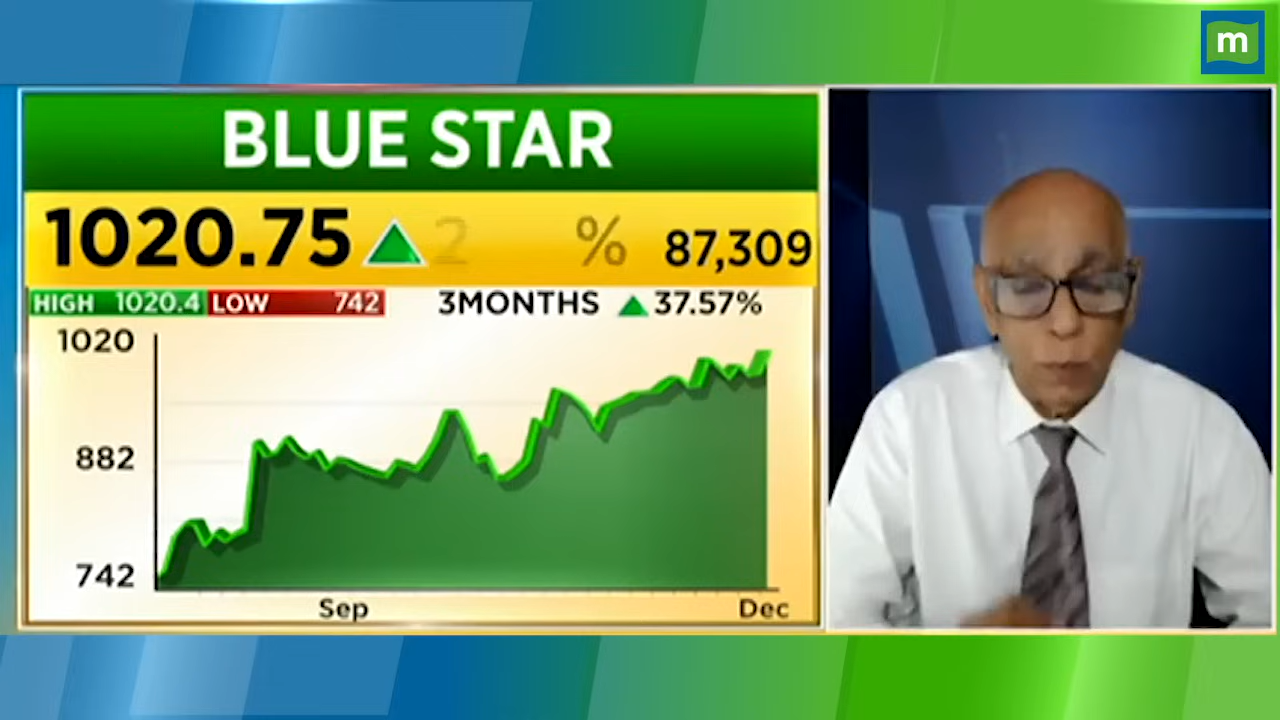 m
BLUE STAR
1020.75 2 % 87,309
HIGH 1020.4 LOW 742 3MONTHS 37.57%
1020
882
742
Sep Dec